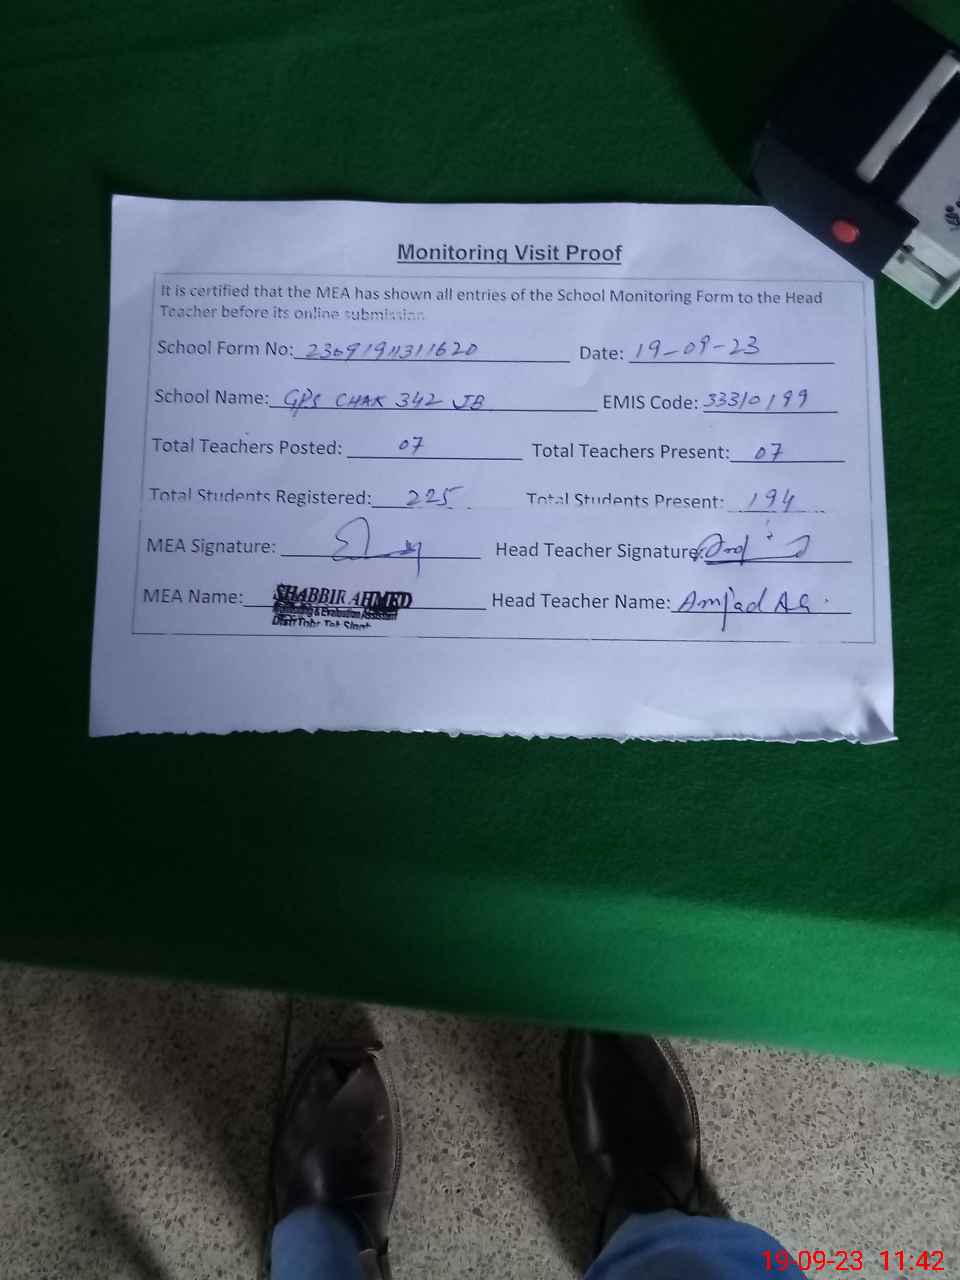 Monitoring Visit Proof
It is certified that the MEA has shown all entries of the School Monitoring Form to the Head
Teacher before its online submission.
School Form No: 23691911311620 Date: 19-09-23
School Name: GPS CHAK 342 JB EMIS Code: 33310199
Total Teachers Posted: 07 Total Teachers Present: 07
Total Students Registered: 225 Total Students Present: 194
MEA Signature: Head Teacher Signature:
MEA Name: SHABBIR AHMED Head Teacher Name: Amjad Ali
Monitoring & Evaluation Assistant
19-09-23 11:42